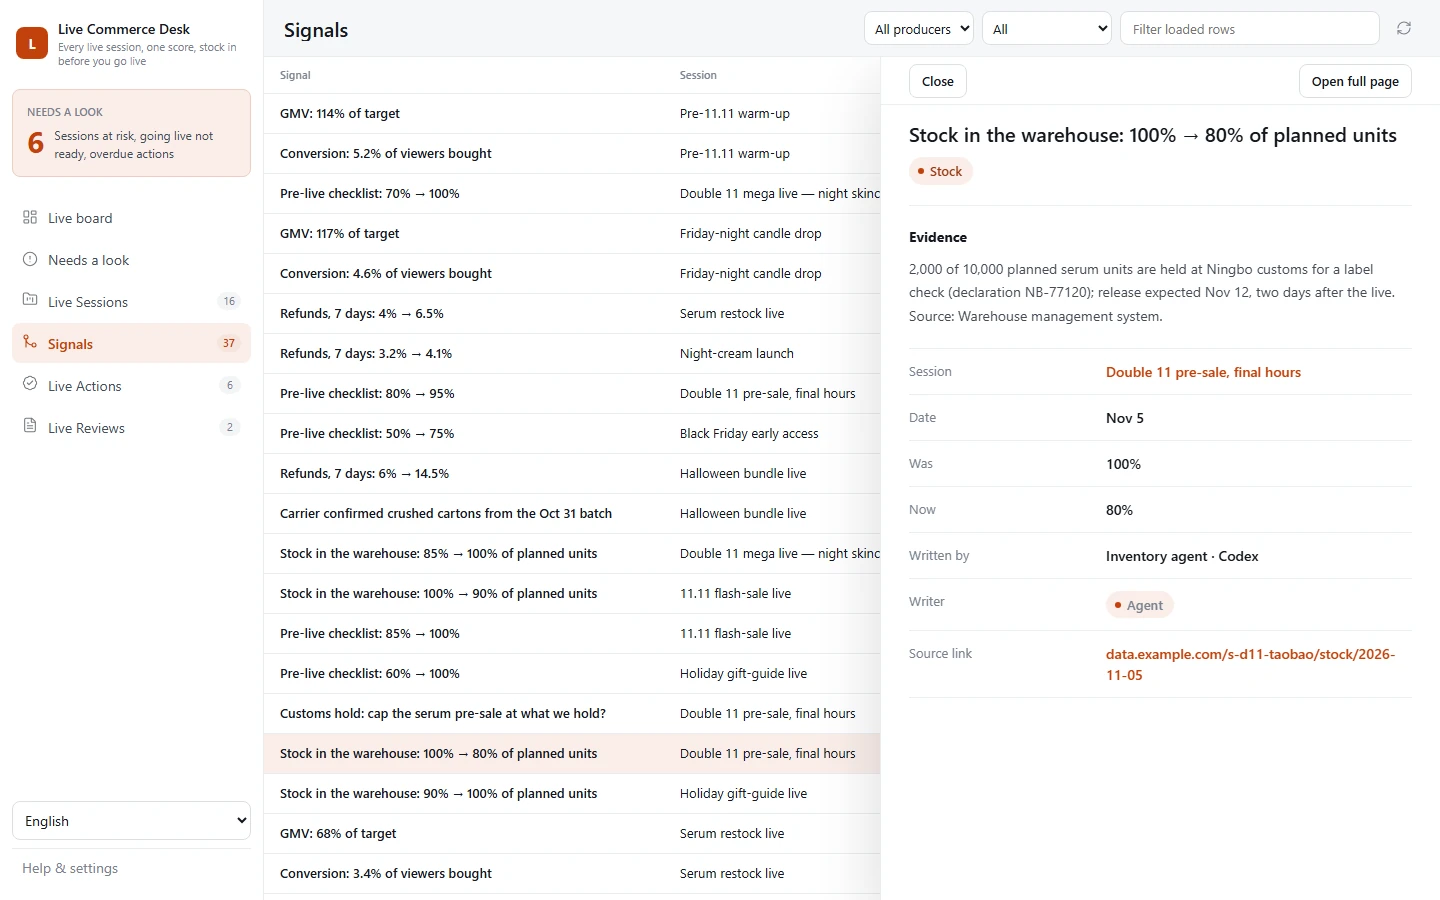 L
Live Commerce Desk
Every live session, one score, stock in
before you go live
NEEDS A LOOK
6
Sessions at risk, going live not
ready, overdue actions
Live board
Needs a look
Live Sessions 16
Signals 37
Live Actions 6
Live Reviews 2
English
Help & settings
Signals
All producers
All
Filter loaded rows
Signal Session
GMV: 114% of target Pre-11.11 warm-up
Conversion: 5.2% of viewers bought Pre-11.11 warm-up
Pre-live checklist: 70% → 100% Double 11 mega live — night skinc
GMV: 117% of target Friday-night candle drop
Conversion: 4.6% of viewers bought Friday-night candle drop
Refunds, 7 days: 4% → 6.5% Serum restock live
Refunds, 7 days: 3.2% → 4.1% Night-cream launch
Pre-live checklist: 80% → 95% Double 11 pre-sale, final hours
Pre-live checklist: 50% → 75% Black Friday early access
Refunds, 7 days: 6% → 14.5% Halloween bundle live
Carrier confirmed crushed cartons from the Oct 31 batch Halloween bundle live
Stock in the warehouse: 85% → 100% of planned units Double 11 mega live — night skinc
Stock in the warehouse: 100% → 90% of planned units 11.11 flash-sale live
Pre-live checklist: 85% → 100% 11.11 flash-sale live
Pre-live checklist: 60% → 100% Holiday gift-guide live
Customs hold: cap the serum pre-sale at what we hold? Double 11 pre-sale, final hours
Stock in the warehouse: 100% → 80% of planned units Double 11 pre-sale, final hours
Stock in the warehouse: 90% → 100% of planned units Holiday gift-guide live
GMV: 68% of target Serum restock live
Conversion: 3.4% of viewers bought Serum restock live
Close
Open full page
Stock in the warehouse: 100% → 80% of planned units
Stock
Evidence
2,000 of 10,000 planned serum units are held at Ningbo customs for a label
check (declaration NB-77120); release expected Nov 12, two days after the live.
Source: Warehouse management system.
Session Double 11 pre-sale, final hours
Date Nov 5
Was 100%
Now 80%
Written by Inventory agent · Codex
Writer Agent
Source link data.example.com/s-d11-taobao/stock/2026-
11-05